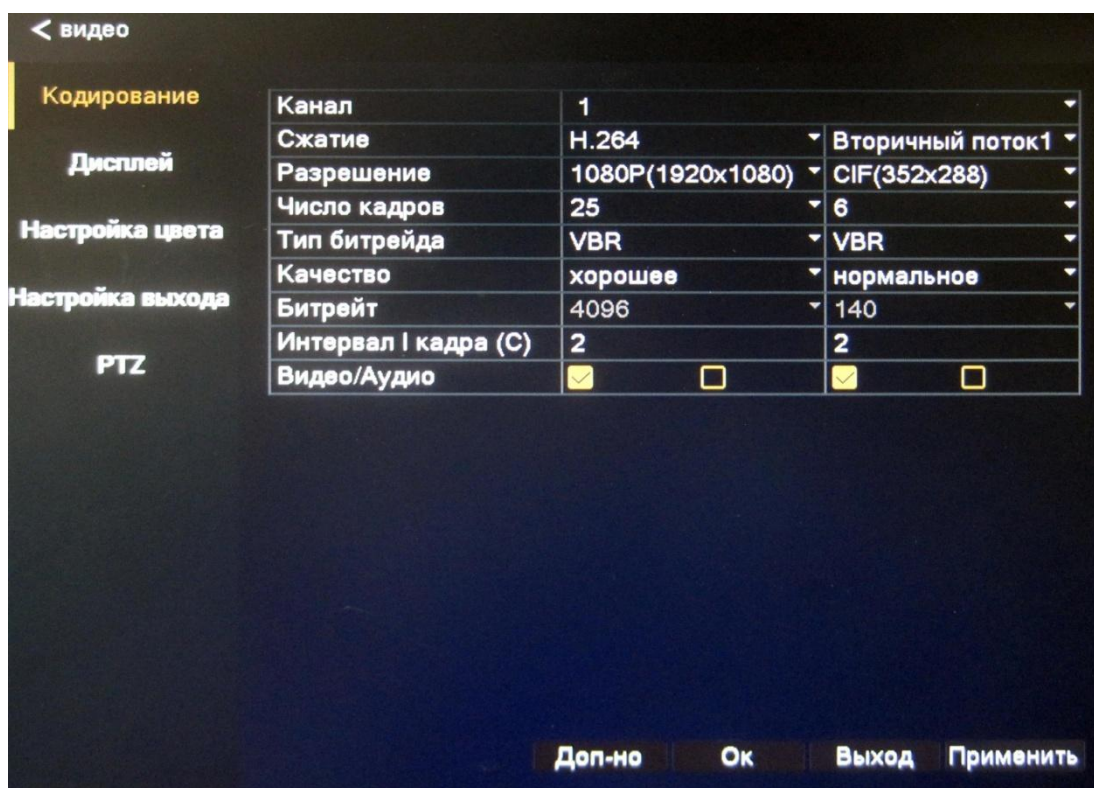 < видео
Кодирование
Дисплей
Настройка цвета
Настройка выхода
PTZ
Канал 1
Сжатие H.264 Вторичный поток1
Разрешение 1080P(1920x1080) CIF(352x288)
Число кадров 25 6
Тип битрейда VBR VBR
Качество хорошее нормальное
Битрейт 4096 140
Интервал I кадра (С) 2 2
Видео/Аудио
Доп-но Ок Выход Применить